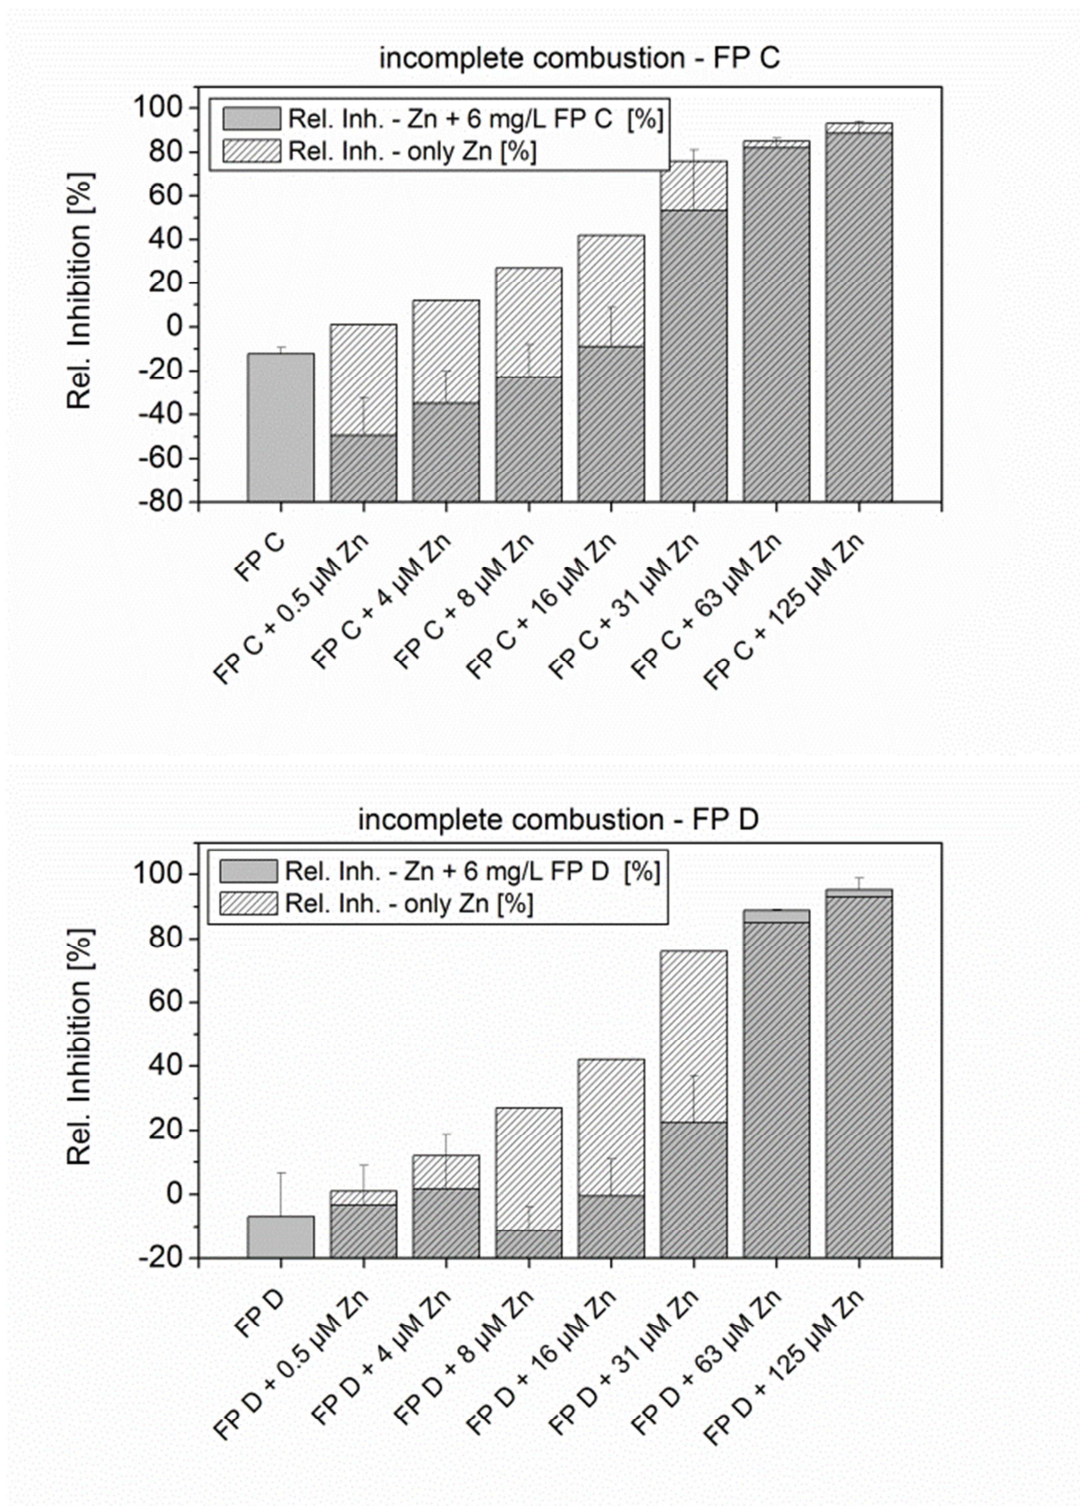 incomplete combustion - FP C
Rel. Inh. - Zn + 6 mg/L FP C [%]
Rel. Inh. - only Zn [%]
Rel. Inhibition [%]
100
80
60
40
20
0
-20
-40
-60
-80
FP C
FP C + 0.5 µM Zn
FP C + 4 µM Zn
FP C + 8 µM Zn
FP C + 16 µM Zn
FP C + 31 µM Zn
FP C + 63 µM Zn
FP C + 125 µM Zn
incomplete combustion - FP D
Rel. Inh. - Zn + 6 mg/L FP D [%]
Rel. Inh. - only Zn [%]
Rel. Inhibition [%]
100
80
60
40
20
0
-20
FP D
FP D + 0.5 µM Zn
FP D + 4 µM Zn
FP D + 8 µM Zn
FP D + 16 µM Zn
FP D + 31 µM Zn
FP D + 63 µM Zn
FP D + 125 µM Zn